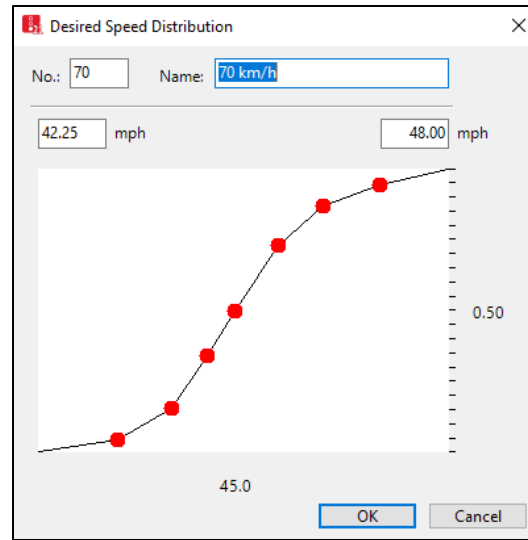 Desired Speed Distribution
No.: 70 Name: 70 km/h
42.25 mph 48.00 mph
0.50
45.0
OK Cancel